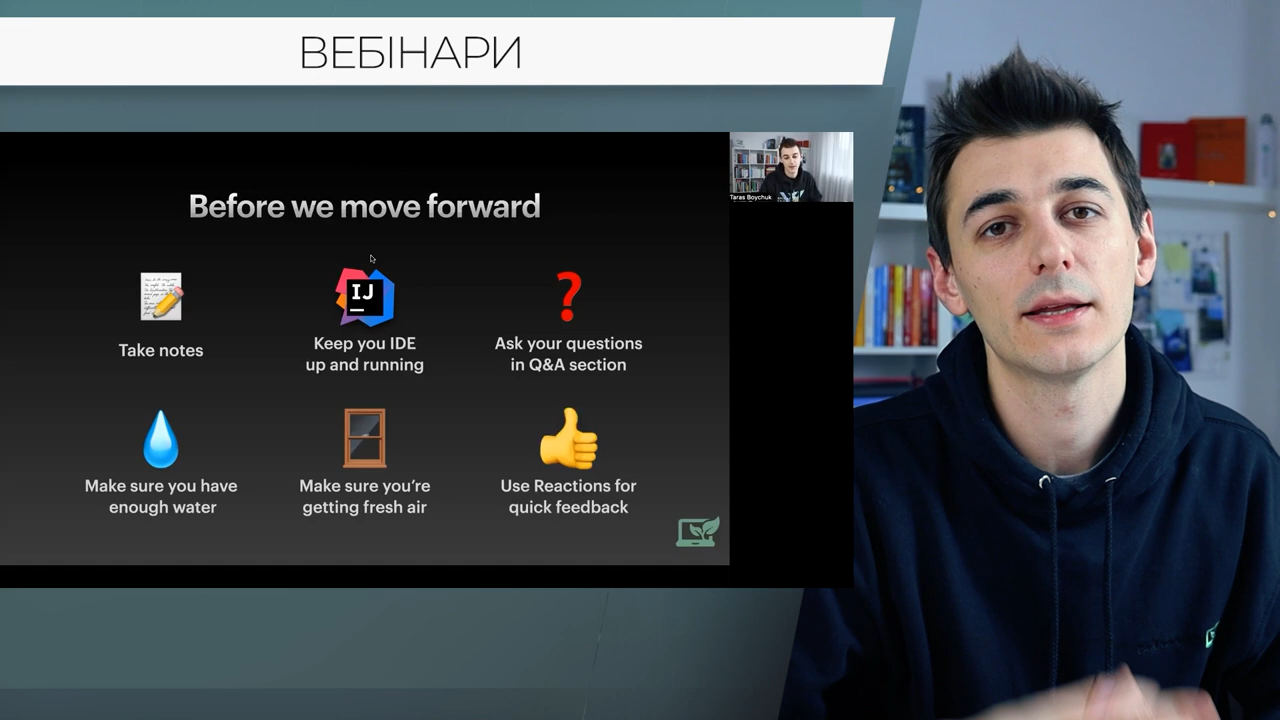 ВЕБІНАРИ
Before we move forward
Taras Boychuk
IJ
Take notes
Keep you IDE
up and running
Ask your questions
in Q&A section
Make sure you have
enough water
Make sure you're
getting fresh air
Use Reactions for
quick feedback